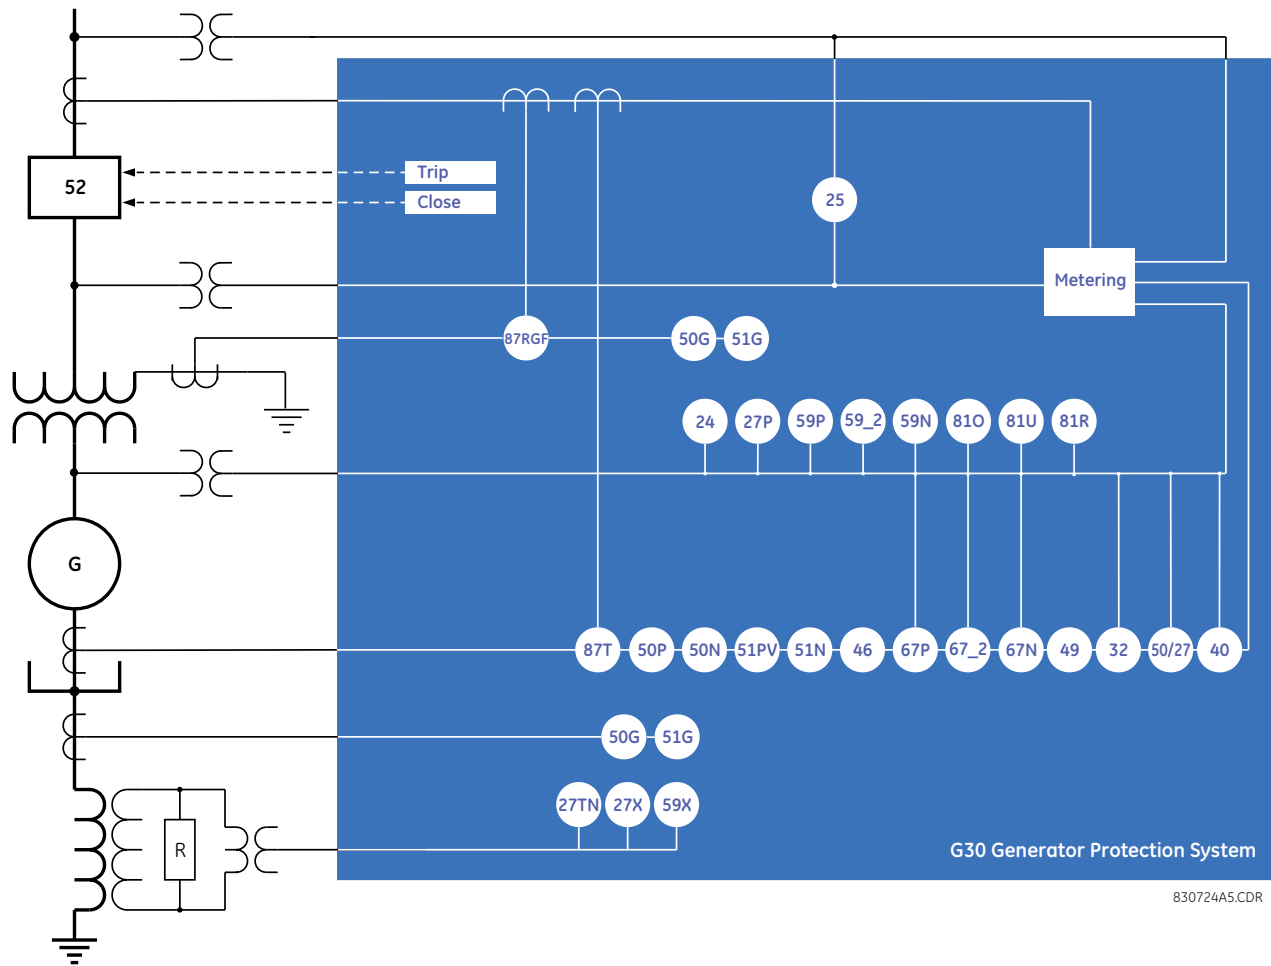 Trip
52
Close
25
Metering
87RGF
50G
51G
24
27P
59P
59_2
59N
81O
81U
81R
G
87T
50P
50N
51PV
51N
46
67P
67_2
67N
49
32
50/27
40
50G
51G
27TN
27X
59X
R
G30 Generator Protection System
830724A5.CDR